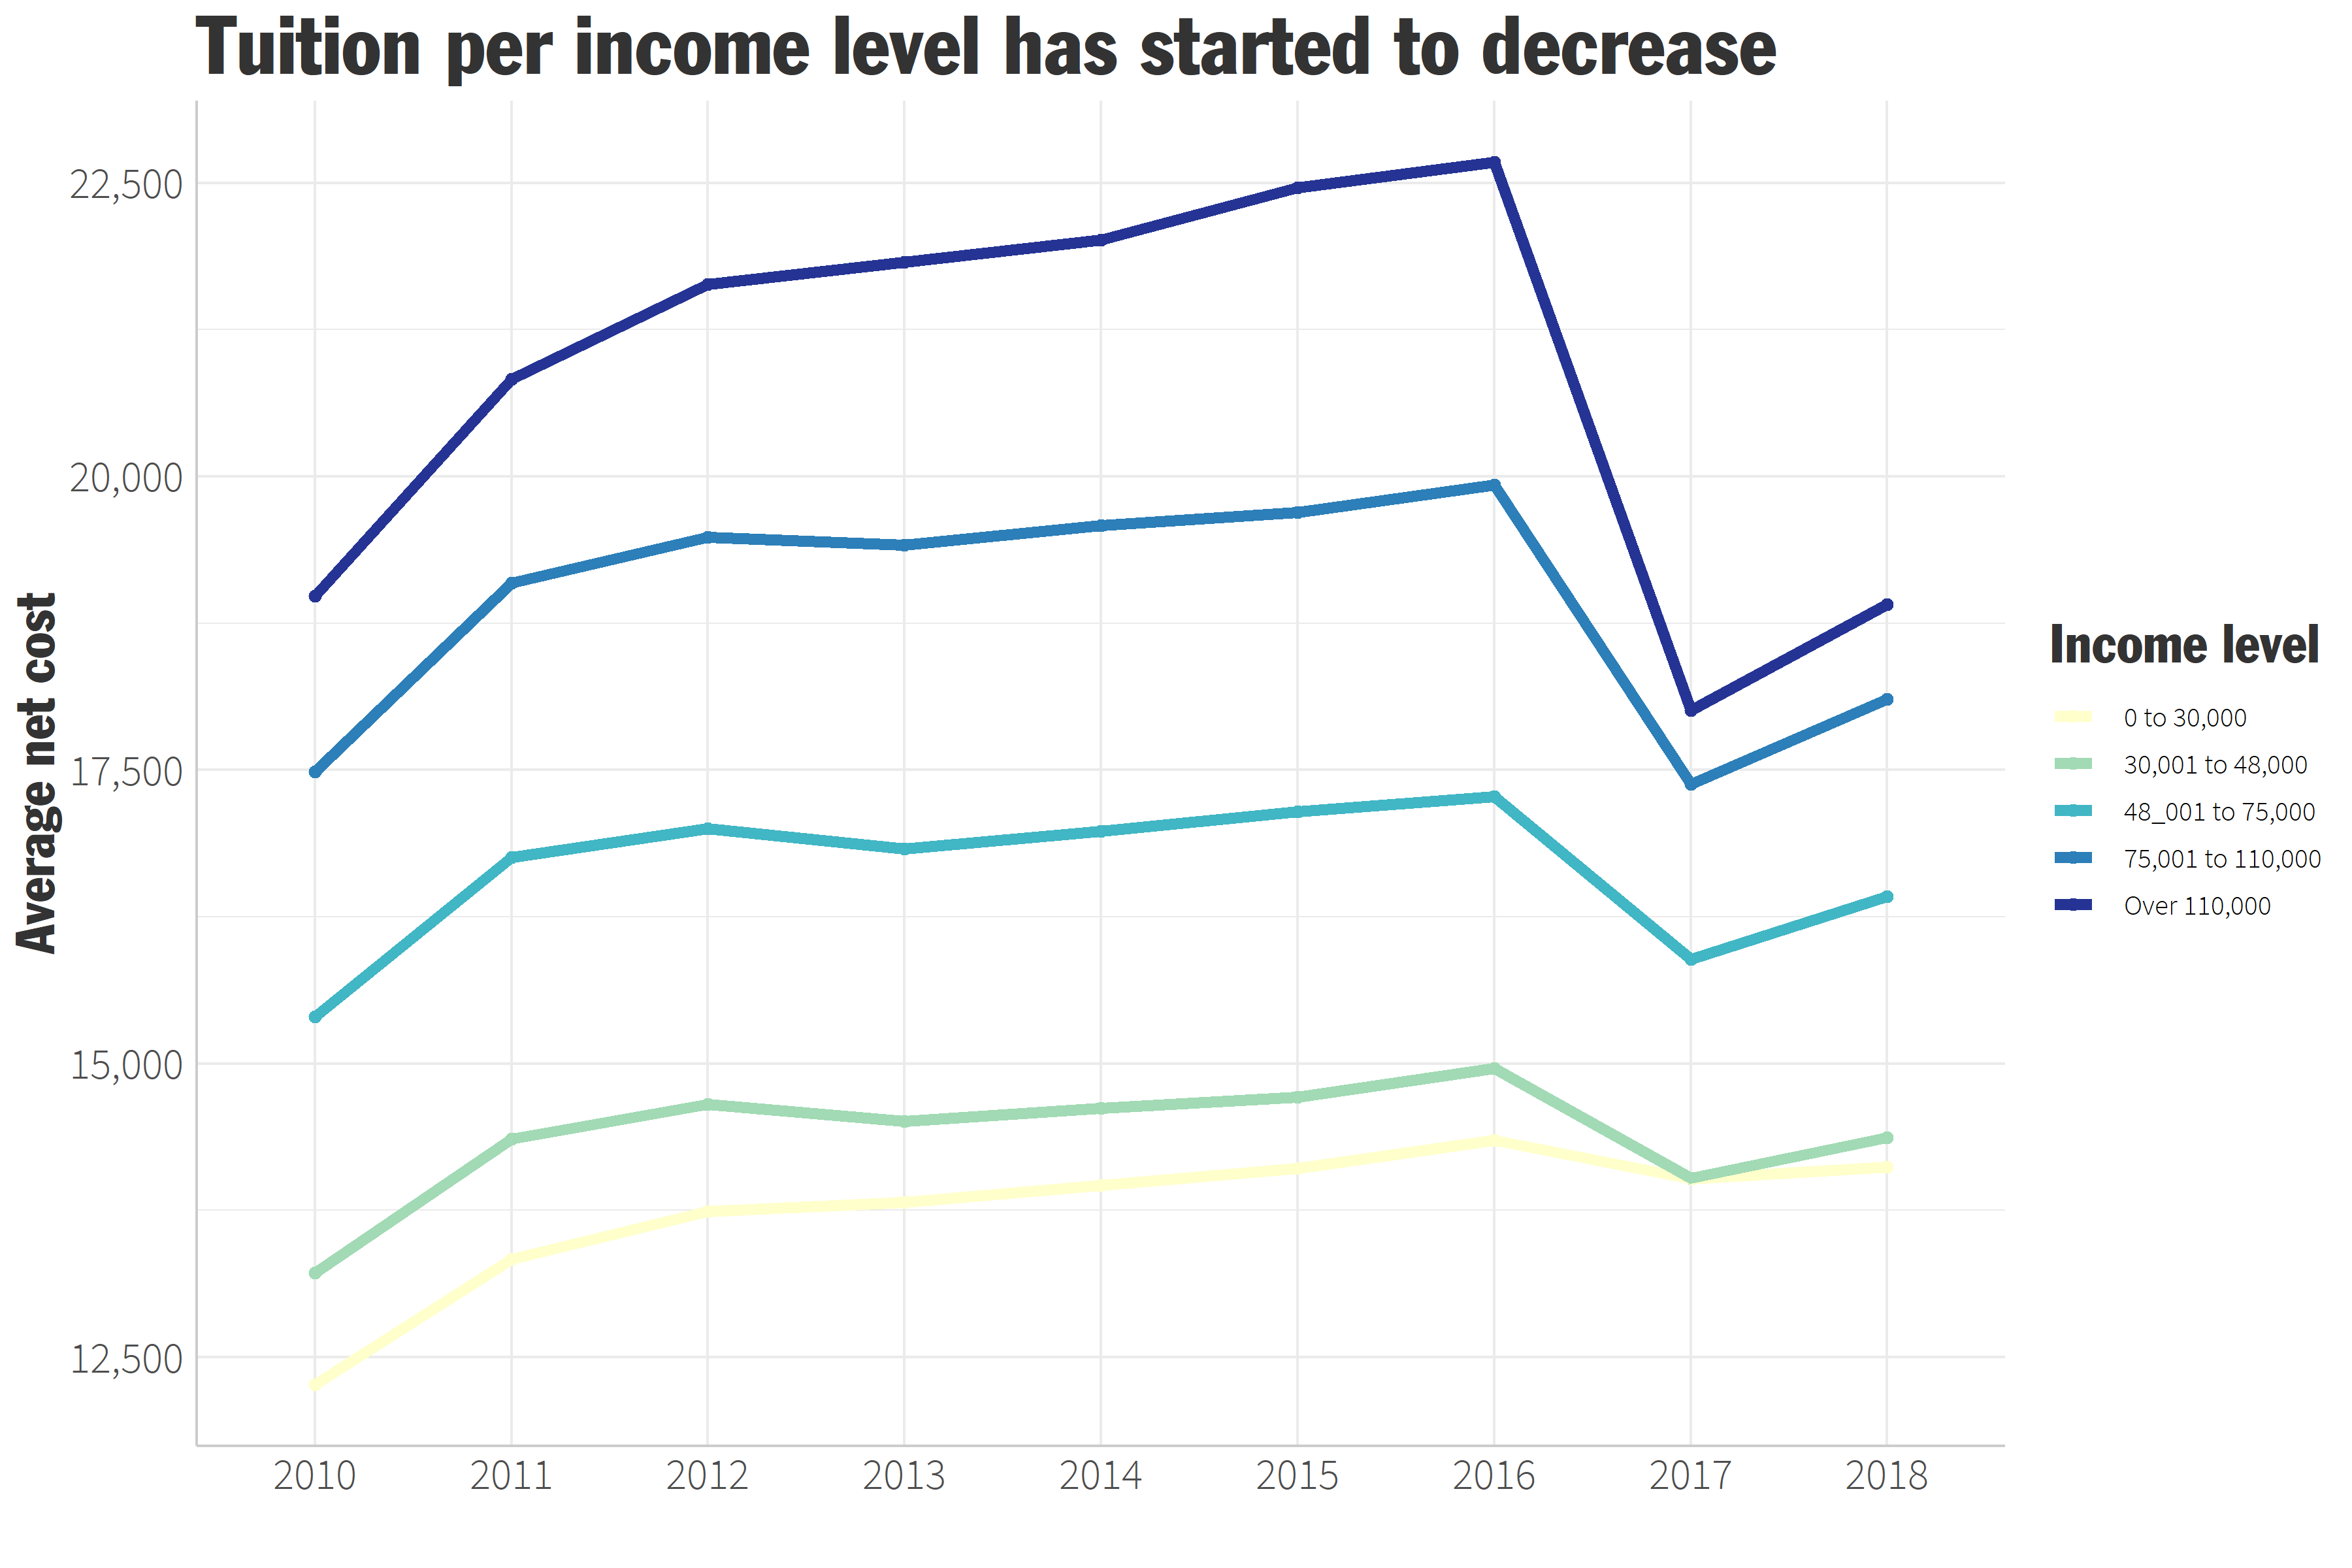 Tuition per income level has started to decrease
Average net cost
22,500
20,000
17,500
15,000
12,500
2010 2011 2012 2013 2014 2015 2016 2017 2018
Income level
0 to 30,000
30,001 to 48,000
48_001 to 75,000
75,001 to 110,000
Over 110,000